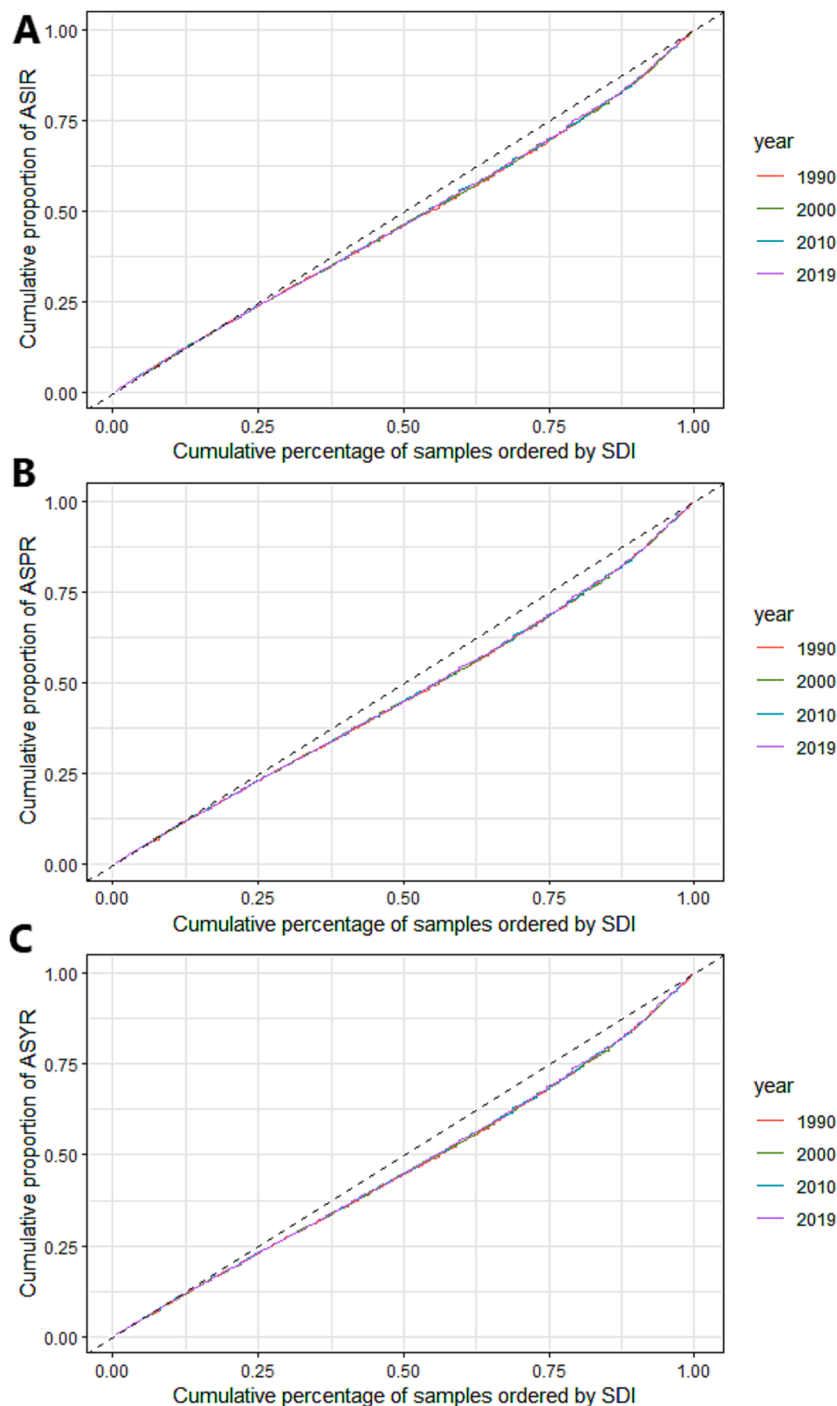 A
Cumulative proportion of ASIR
1.00
0.75
0.50
0.25
0.00
0.00 0.25 0.50 0.75 1.00
Cumulative percentage of samples ordered by SDI
year
1990
2000
2010
2019
B
Cumulative proportion of ASPR
1.00
0.75
0.50
0.25
0.00
0.00 0.25 0.50 0.75 1.00
Cumulative percentage of samples ordered by SDI
year
1990
2000
2010
2019
C
Cumulative proportion of ASYR
1.00
0.75
0.50
0.25
0.00
0.00 0.25 0.50 0.75 1.00
Cumulative percentage of samples ordered by SDI
year
1990
2000
2010
2019